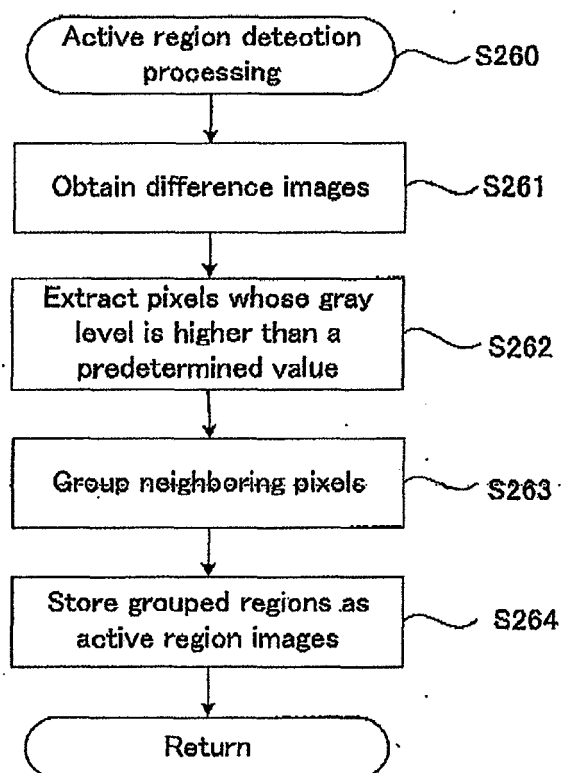 Active region detection
processing
S260
Obtain difference images
S261
Extract pixels whose gray
level is higher than a
predetermined value
S262
Group neighboring pixels
S263
Store grouped regions as
active region images
S264
Return